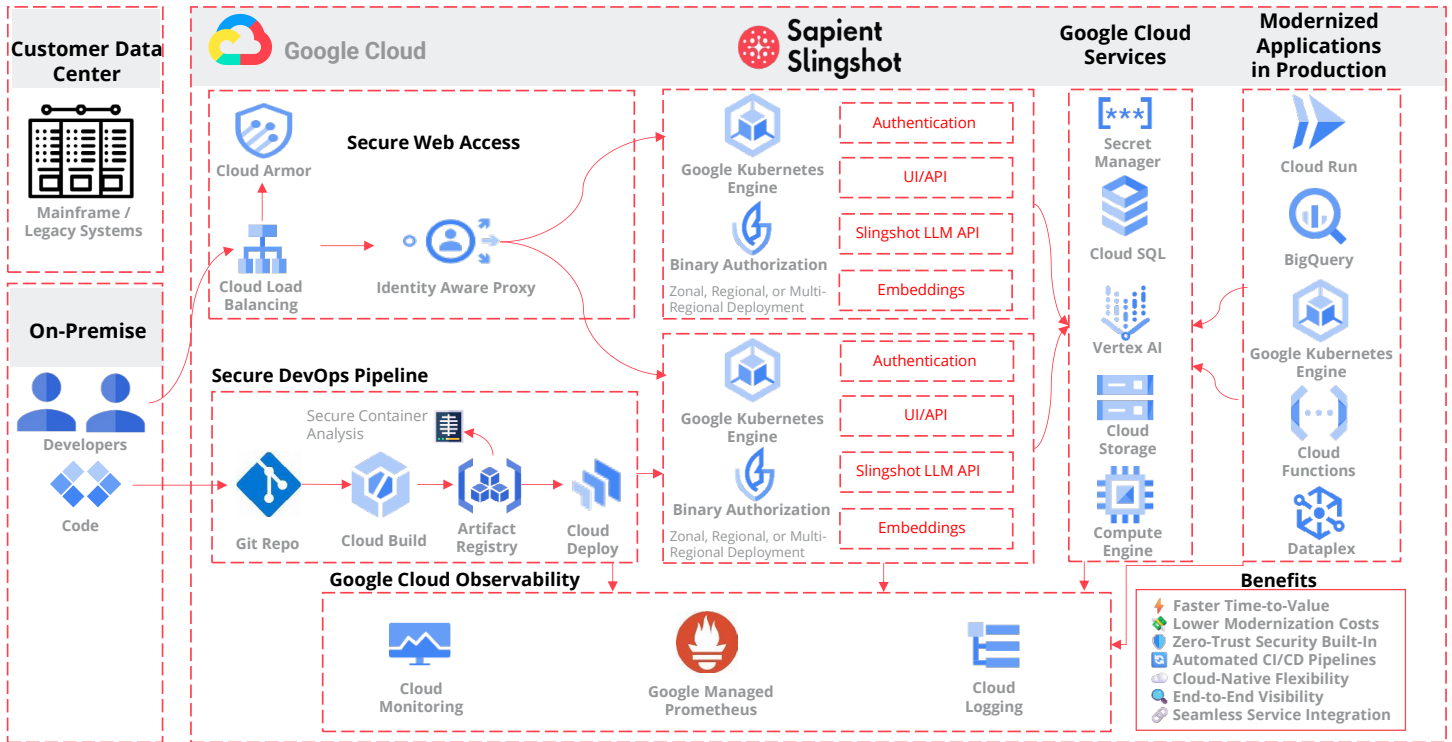 Customer Data
Center
Mainframe /
Legacy Systems
On-Premise
Developers
Code
Google Cloud
Sapient
Slingshot
Google Cloud
Services
Modernized
Applications
in Production
Secure Web Access
Cloud Armor
Cloud Load
Balancing
Identity Aware Proxy
Secure DevOps Pipeline
Secure Container
Analysis
Git Repo
Cloud Build
Artifact
Registry
Cloud
Deploy
Google Kubernetes
Engine
Binary Authorization
Zonal, Regional, or Multi-
Regional Deployment
Authentication
UI/API
Slingshot LLM API
Embeddings
Google Kubernetes
Engine
Binary Authorization
Zonal, Regional, or Multi-
Regional Deployment
Authentication
UI/API
Slingshot LLM API
Embeddings
[***]
Secret
Manager
Cloud SQL
Vertex AI
Cloud
Storage
Compute
Engine
Cloud Run
BigQuery
Google Kubernetes
Engine
Cloud
Functions
Dataplex
Google Cloud Observability
Cloud
Monitoring
Google Managed
Prometheus
Cloud
Logging
Benefits
⚡ Faster Time-to-Value
💸 Lower Modernization Costs
🛡️ Zero-Trust Security Built-In
🔄 Automated CI/CD Pipelines
☁️ Cloud-Native Flexibility
🔍 End-to-End Visibility
🔗 Seamless Service Integration